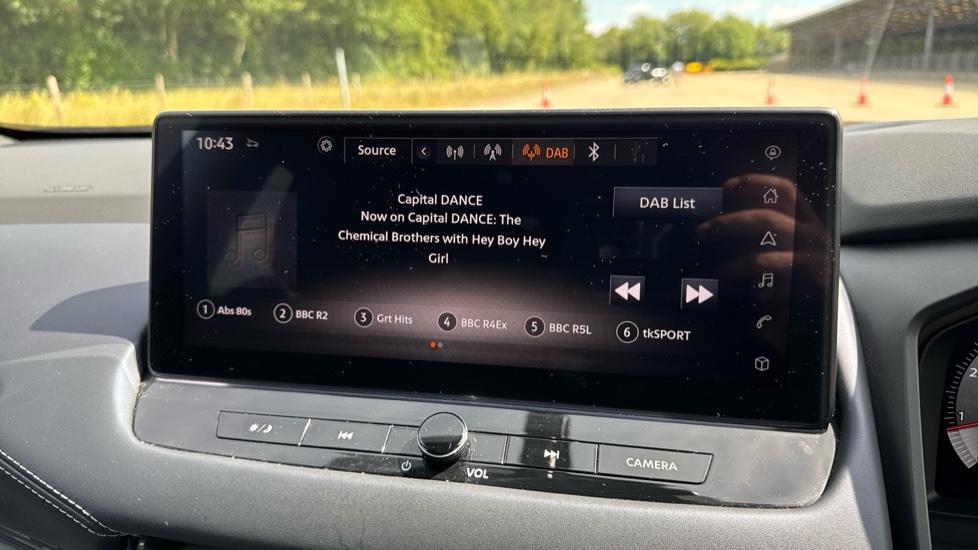 10:43
Source
DAB
Capital DANCE
Now on Capital DANCE: The
Chemical Brothers with Hey Boy Hey
Girl
DAB List
1 Abs 80s
2 BBC R2
3 Grt Hits
4 BBC R4Ex
5 BBC R5L
6 tkSPORT
VOL
CAMERA
2
1